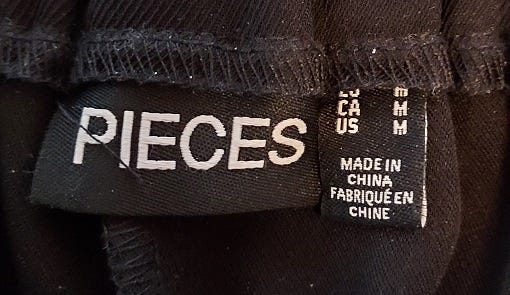 PIECES
CA M
US M
MADE IN
CHINA
FABRIQUÉ EN
CHINE